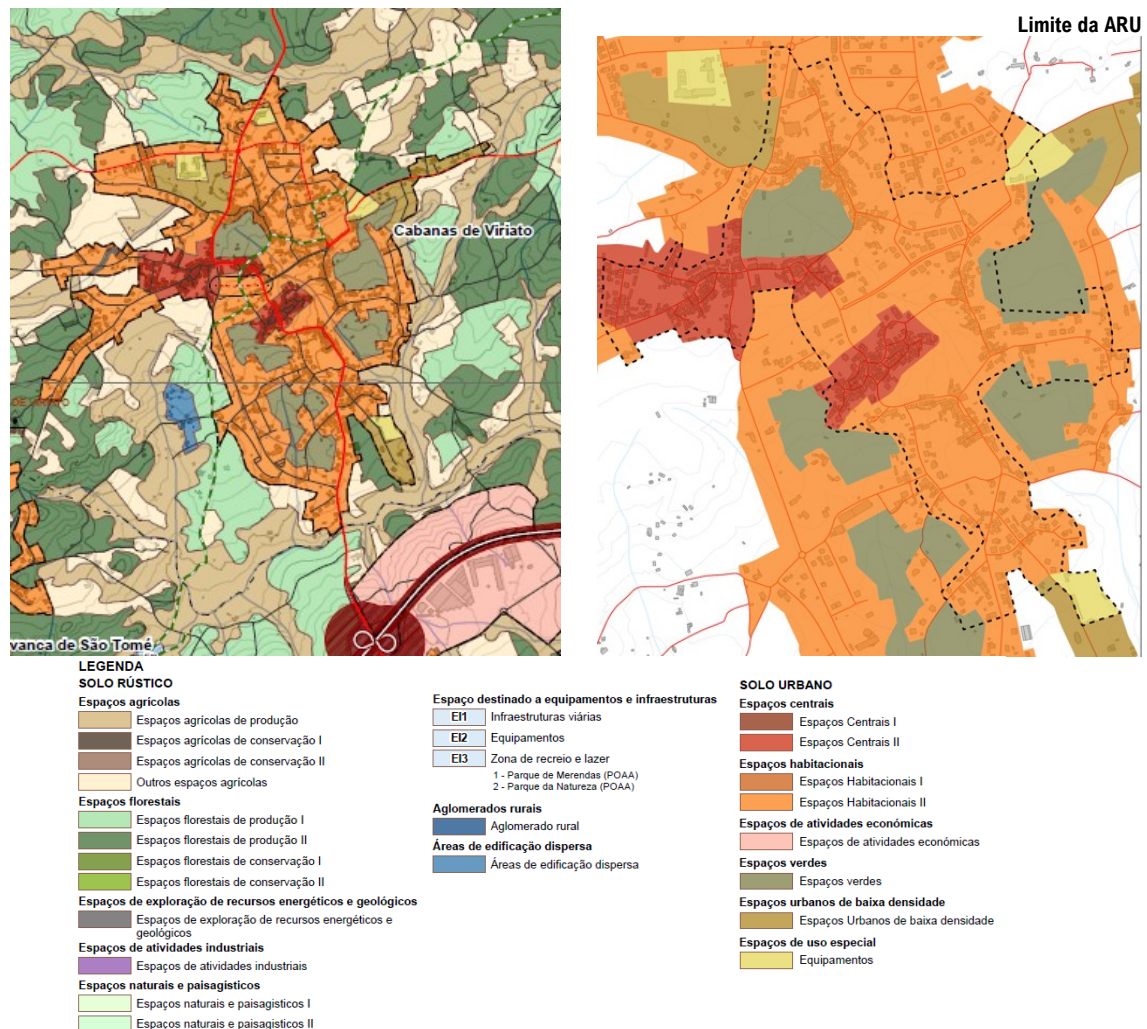 Limite da ARU
Cabanas de Viriato
vanca de São Tomé
LEGENDA
SOLO RÚSTICO
Espaços agrícolas
Espaços agrícolas de produção
Espaços agrícolas de conservação I
Espaços agrícolas de conservação II
Outros espaços agrícolas
Espaços florestais
Espaços florestais de produção I
Espaços florestais de produção II
Espaços florestais de conservação I
Espaços florestais de conservação II
Espaços de exploração de recursos energéticos e geológicos
Espaços de exploração de recursos energéticos e
geológicos
Espaços de atividades industriais
Espaços de atividades industriais
Espaços naturais e paisagísticos
Espaços naturais e paisagisticos I
Espaços naturais e paisagisticos II
Espaço destinado a equipamentos e infraestruturas
EI1 Infraestruturas viárias
EI2 Equipamentos
EI3 Zona de recreio e lazer
1 - Parque de Merendas (POAA)
2 - Parque da Natureza (POAA)
Aglomerados rurais
Aglomerado rural
Áreas de edificação dispersa
Áreas de edificação dispersa
SOLO URBANO
Espaços centrais
Espaços Centrais I
Espaços Centrais II
Espaços habitacionais
Espaços Habitacionais I
Espaços Habitacionais II
Espaços de atividades económicas
Espaços de atividades económicas
Espaços verdes
Espaços verdes
Espaços urbanos de baixa densidade
Espaços Urbanos de baixa densidade
Espaços de uso especial
Equipamentos